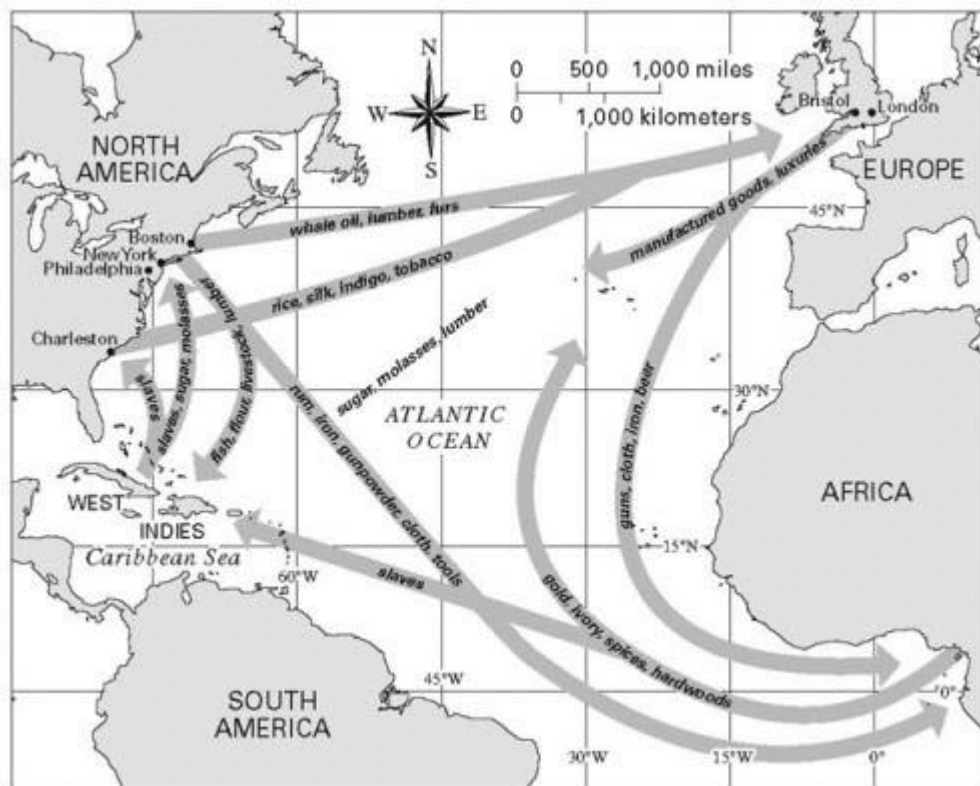 N
W E
S
0 500 1,000 miles
0 1,000 kilometers
NORTH
AMERICA
Bristol
London
EUROPE
manufactured goods, luxuries
whale oil, lumber, furs
45°N
Boston
New York
Philadelphia
rice, silk, indigo, tobacco
Charleston
slaves
slaves, sugar, molasses
fish, flour, livestock, lumber
rum, iron, gunpowder, cloth, tools
sugar, molasses, lumber
guns, cloth, iron, beer
30°N
ATLANTIC
OCEAN
WEST
INDIES
Caribbean Sea
AFRICA
15°N
60°W
slaves
gold, ivory, spices, hardwoods
45°W
0°
SOUTH
AMERICA
30°W
15°W
0°